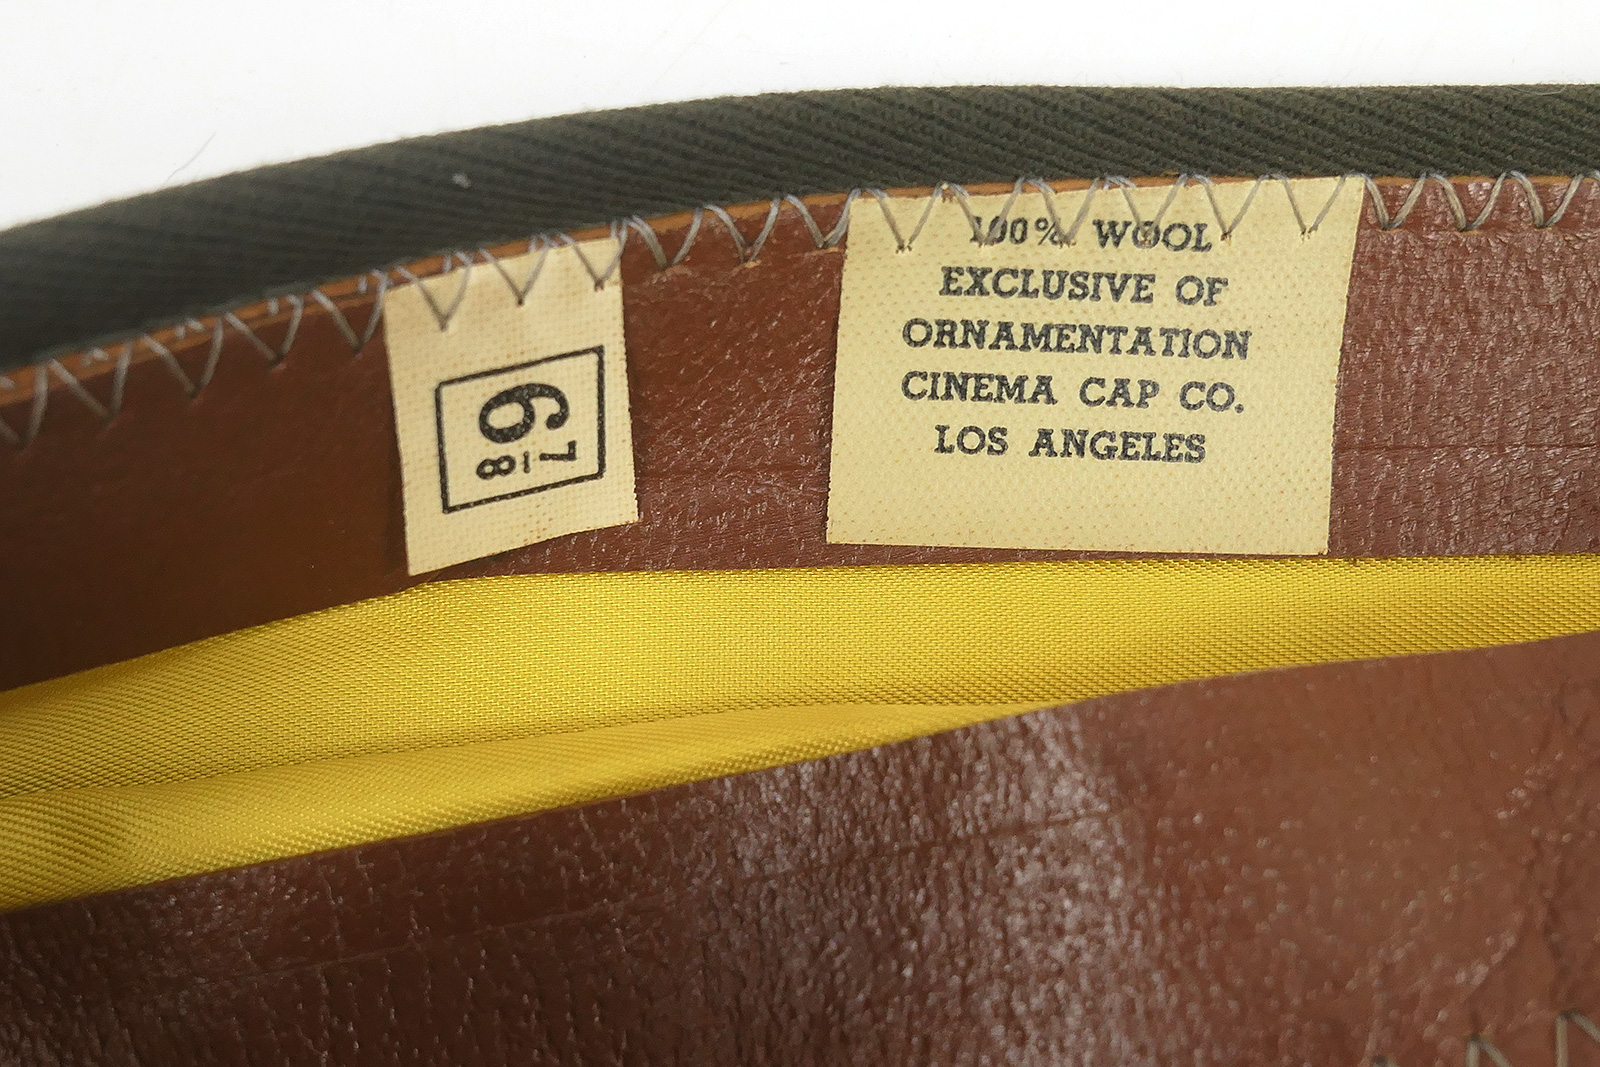 6 7/8
100% WOOL
EXCLUSIVE OF
ORNAMENTATION
CINEMA CAP CO.
LOS ANGELES